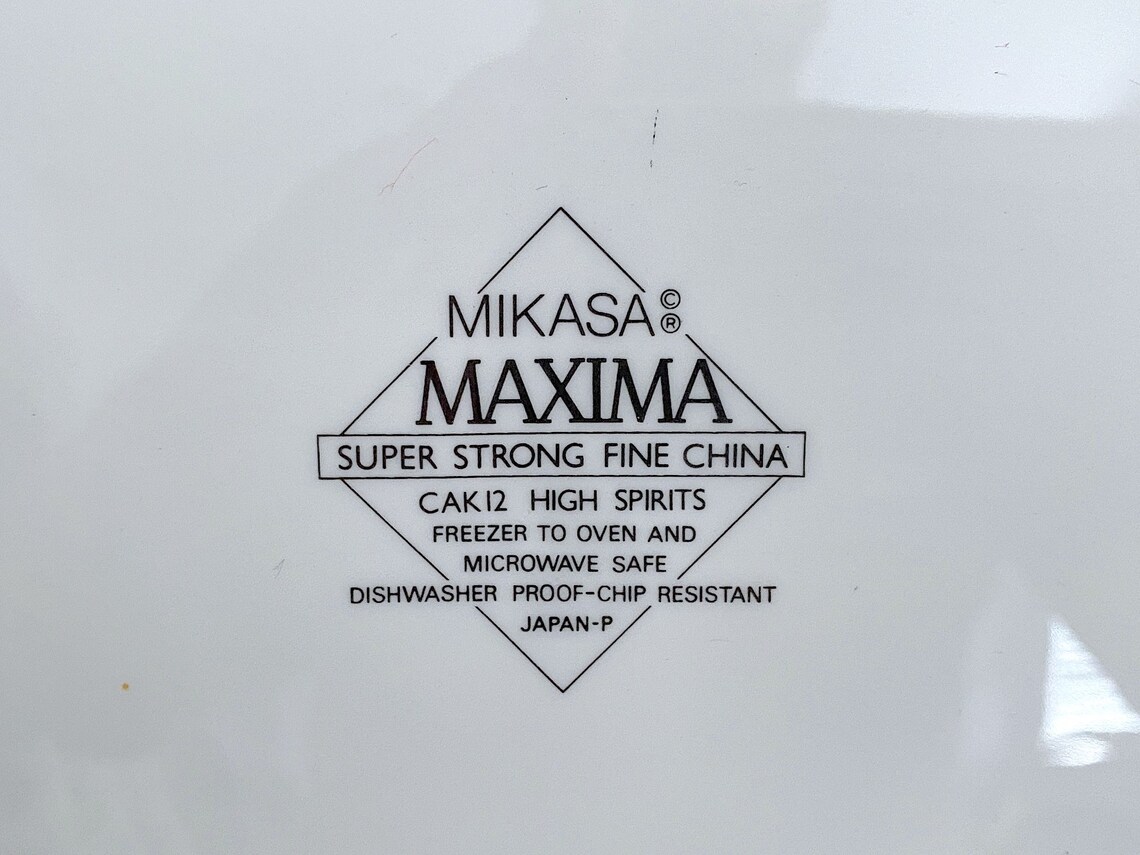 MIKASA©®
MAXIMA
SUPER STRONG FINE CHINA
CAK12 HIGH SPIRITS
FREEZER TO OVEN AND
MICROWAVE SAFE
DISHWASHER PROOF-CHIP RESISTANT
JAPAN-P